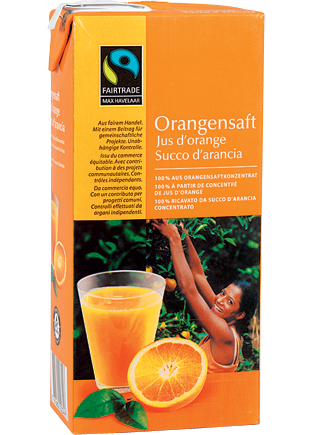 FAIRTRADE
MAX HAVELAAR
Aus fairem Handel.
Mit einem Beitrag für
gemeinschaftliche
Projekte. Unab-
hängige Kontrolle.
Issu du commerce
équitable. Avec contri-
bution à des projets
communautaires. Con-
trôles indépendants.
Da commercio equo.
Con un contributo per
progetti comuni.
Controlli effettuati da
organi indipendenti.
Orangensaft
Jus d'orange
Succo d'arancia
100% AUS ORANGENSAFTKONZENTRAT
100% À PARTIR DE CONCENTRÉ
DE JUS D'ORANGE
100% RICAVATO DA SUCCO D'ARANCIA
CONCENTRATO